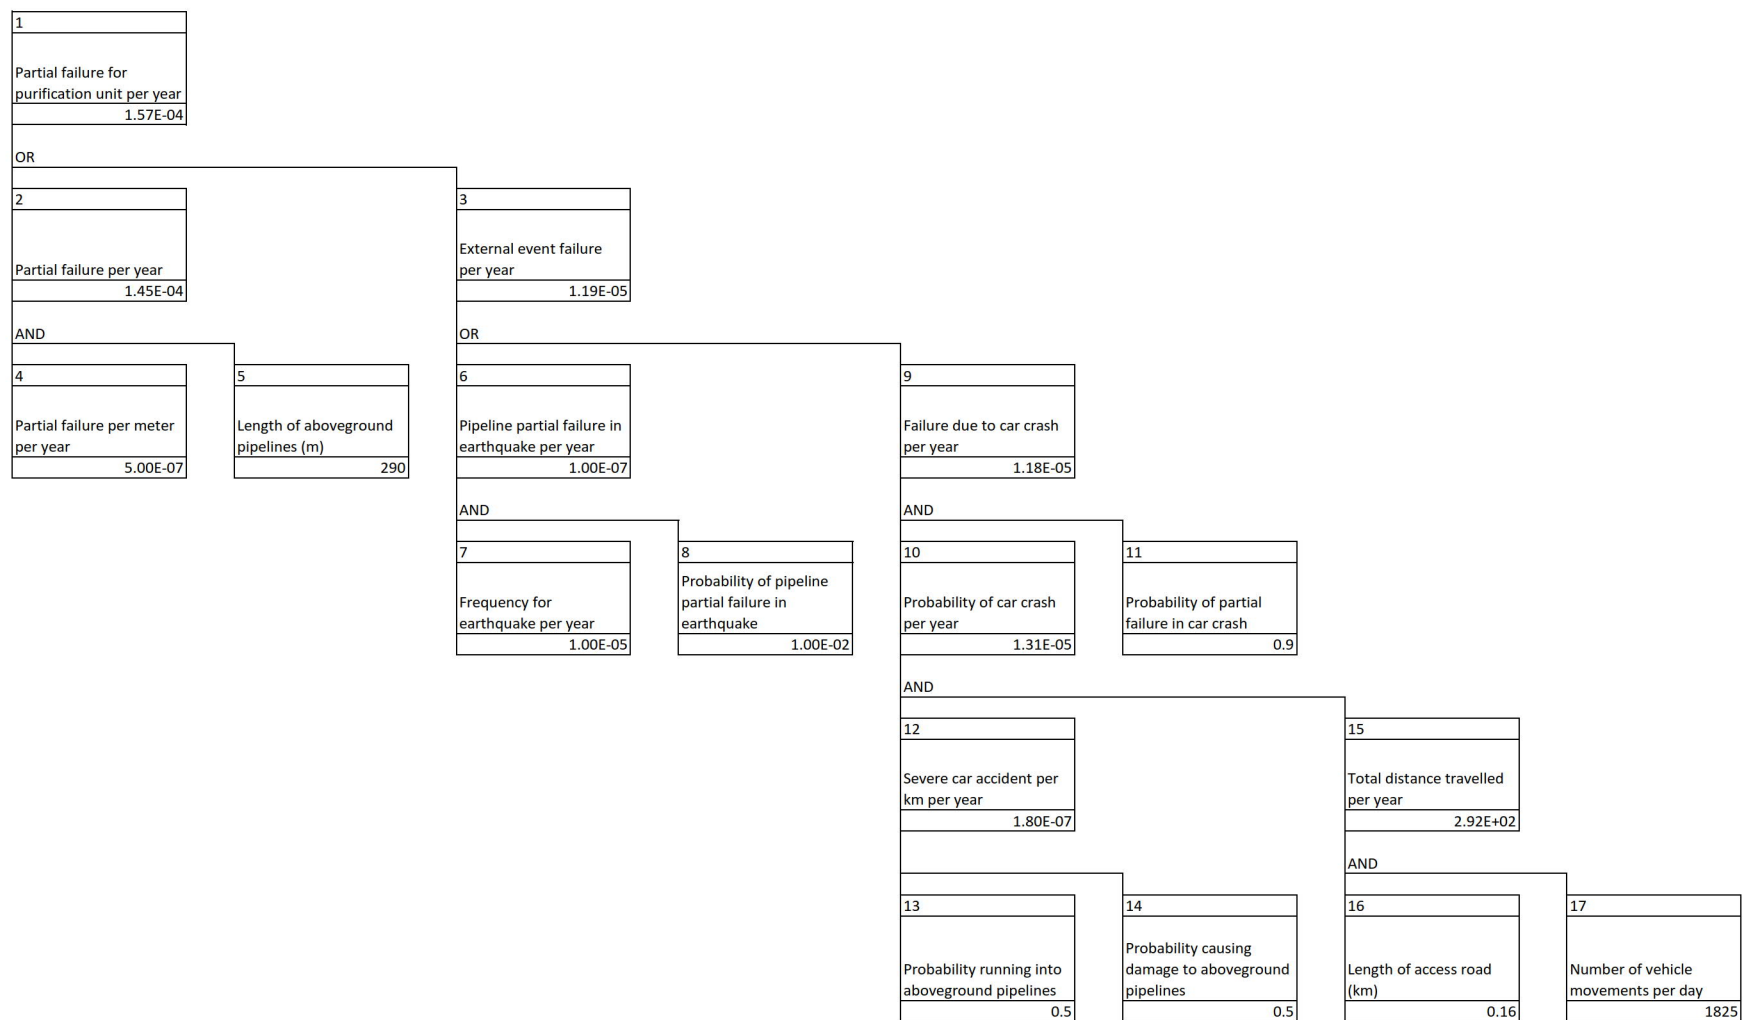 1
Partial failure for
purification unit per year
1.57E-04
OR
2
Partial failure per year
1.45E-04
3
External event failure
per year
1.19E-05
AND
OR
4
Partial failure per meter
per year
5.00E-07
5
Length of aboveground
pipelines (m)
290
6
Pipeline partial failure in
earthquake per year
1.00E-07
9
Failure due to car crash
per year
1.18E-05
AND
AND
7
Frequency for
earthquake per year
1.00E-05
8
Probability of pipeline
partial failure in
earthquake
1.00E-02
10
Probability of car crash
per year
1.31E-05
11
Probability of partial
failure in car crash
0.9
AND
12
Severe car accident per
km per year
1.80E-07
15
Total distance travelled
per year
2.92E+02
AND
13
Probability running into
aboveground pipelines
0.5
14
Probability causing
damage to aboveground
pipelines
0.5
16
Length of access road
(km)
0.16
17
Number of vehicle
movements per day
1825